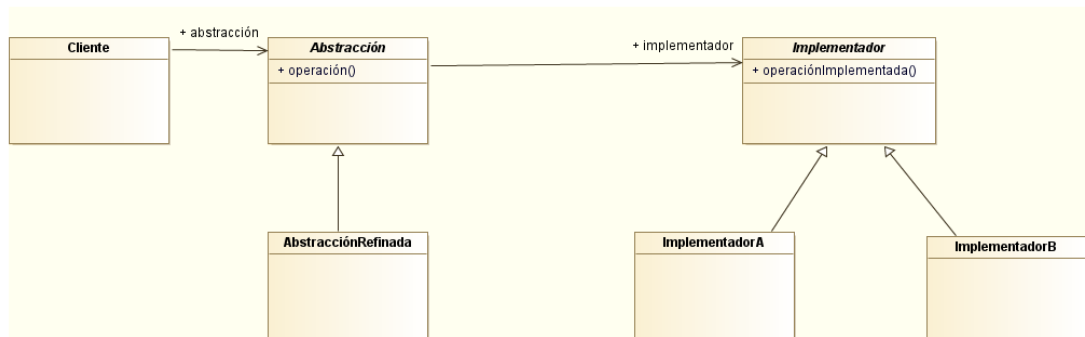 + abstracción
+ implementador
Cliente
Abstracción
Implementador
+ operación()
+ operaciónImplementada()
AbstracciónRefinada
ImplementadorA
ImplementadorB